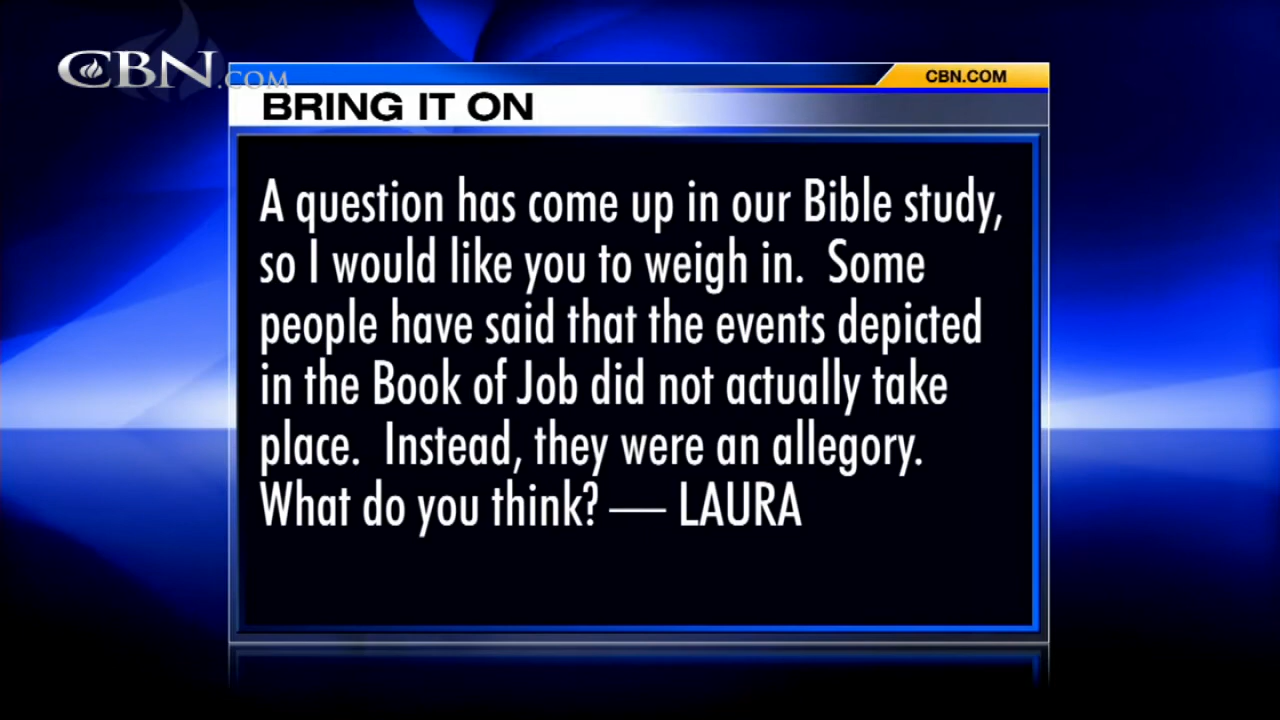 CBN.COM
CBN.COM
BRING IT ON
A question has come up in our Bible study,
so I would like you to weigh in.  Some
people have said that the events depicted
in the Book of Job did not actually take
place.  Instead, they were an allegory.
What do you think? — LAURA